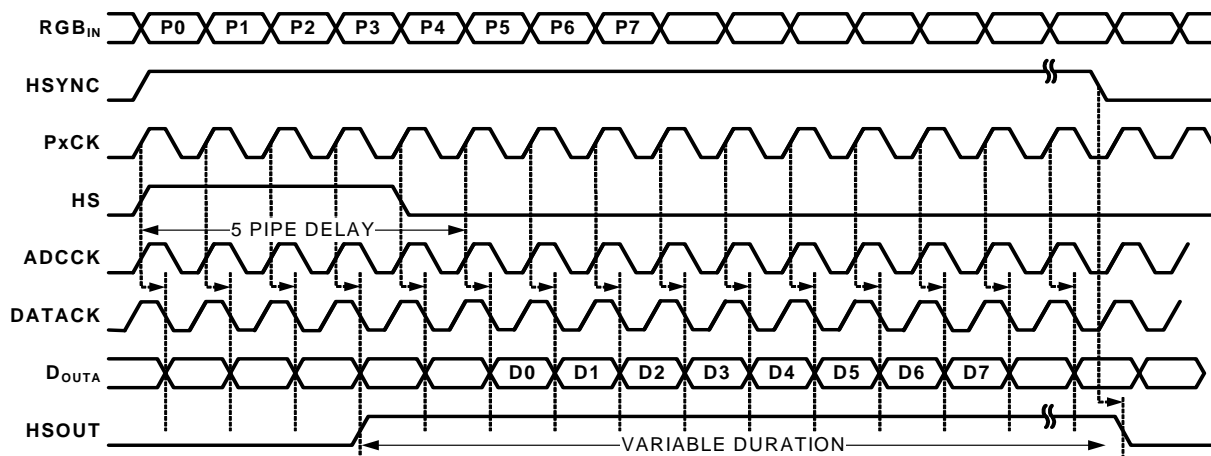 RGBIN P0 P1 P2 P3 P4 P5 P6 P7
HSYNC
PxCK
HS
5 PIPE DELAY
ADCCK
DATACK
DOUTA D0 D1 D2 D3 D4 D5 D6 D7
HSOUT
VARIABLE DURATION